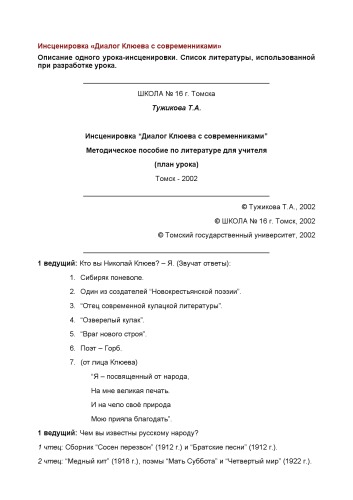 Инсценировка «Диалог Клюева с современниками»
Описание одного урока-инсценировки. Список литературы, использованной
при разработке урока.
ШКОЛА № 16 г. Томска
Тужикова Т.А.
Инсценировка “Диалог Клюева с современниками”
Методическое пособие по литературе для учителя
(план урока)
Томск - 2002
© Тужикова Т.А., 2002
© ШКОЛА № 16 г. Томск, 2002
© Томский государственный университет, 2002
1 ведущий: Кто вы Николай Клюев? – Я. (Звучат ответы):
1. Сибиряк поневоле.
2. Один из создателей “Новокрестьянской поэзии”.
3. “Отец современной кулацкой литературы”.
4. “Озверелый кулак”.
5. “Враг нового строя”.
6. Поэт – Горб.
7. (от лица Клюева)
“Я – посвященный от народа,
На мне великая печать.
И на чело своё природа
Мою прияла благодать”.
1 ведущий: Чем вы известны русскому народу?
1 чтец: Сборник “Сосен перезвон” (1912 г.) и “Братские песни” (1912 г.).
2 чтец: “Медный кит” (1918 г.), поэмы “Мать Суббота” и “Четвертый мир” (1922 г.).